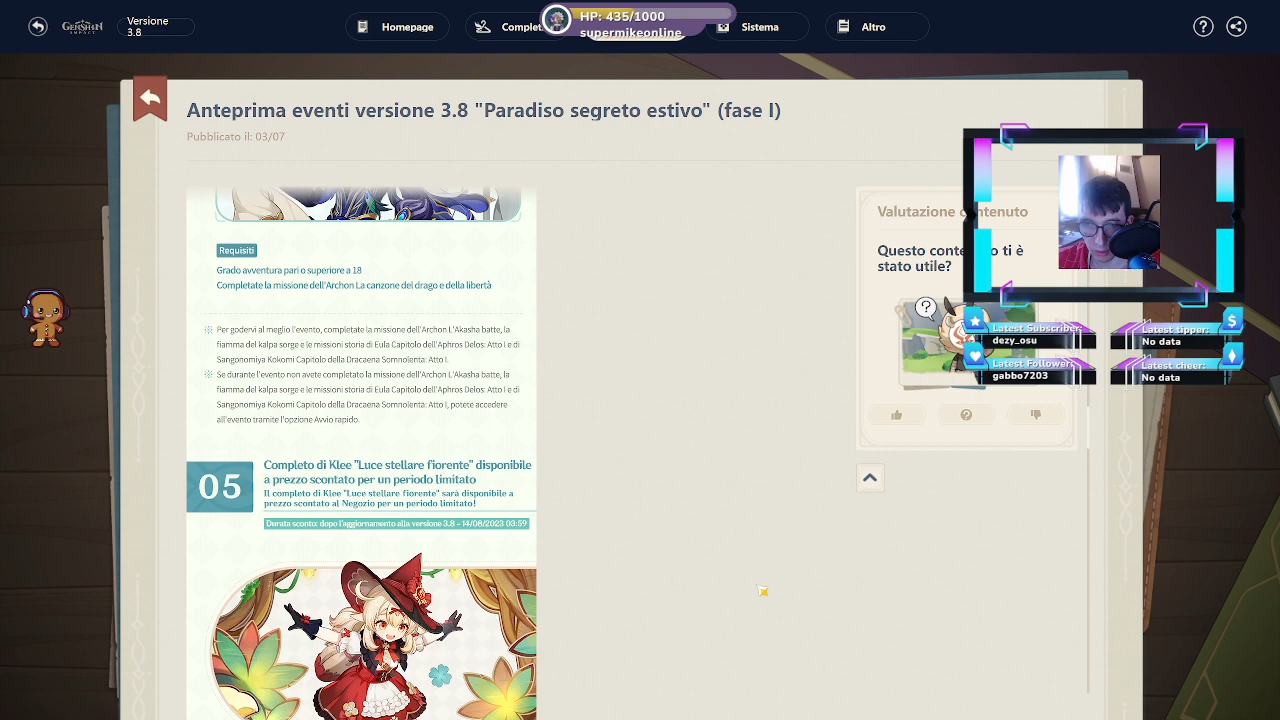 GENSHIN
IMPACT
Versione
3.8
Homepage
Complet
HP: 435/1000
supermikeonline
Sistema
Altro
?
Anteprima eventi versione 3.8 "Paradiso segreto estivo" (fase I)
Pubblicato il: 03/07
Requisiti
Grado avventura pari o superiore a 18
Completate la missione dell'Archon La canzone del drago e della libertà
Per godervi al meglio l'evento, completate la missione dell'Archon L'Akasha batte, la
fiamma del kalpa sorge e le missioni storia di Eula Capitolo dell'Aphros Delos: Atto I e di
Sangonomiya Kokomi Capitolo della Dracaena Somnolenta: Atto I.
Se durante l'evento non avete completato la missione dell'Archon L'Akasha batte, la
fiamma del kalpa sorge e le missioni storia di Eula Capitolo dell'Aphros Delos: Atto I e di
Sangonomiya Kokomi Capitolo della Dracaena Somnolenta: Atto I, potete accedere
all'evento tramite l'opzione Avvio rapido.
05
Completo di Klee "Luce stellare fiorente" disponibile
a prezzo scontato per un periodo limitato
Il completo di Klee "Luce stellare fiorente" sarà disponibile a
prezzo scontato al Negozio per un periodo limitato!
Durata sconto: dopo l'aggiornamento alla versione 3.8 - 14/08/2023 03:59
Valutazione contenuto
Questo conte o ti è
stato utile?
?
Latest Subscriber:
dezy_osu
Latest Follower:
gabbo7203
Latest tipper:
No data
$
Latest cheer:
No data